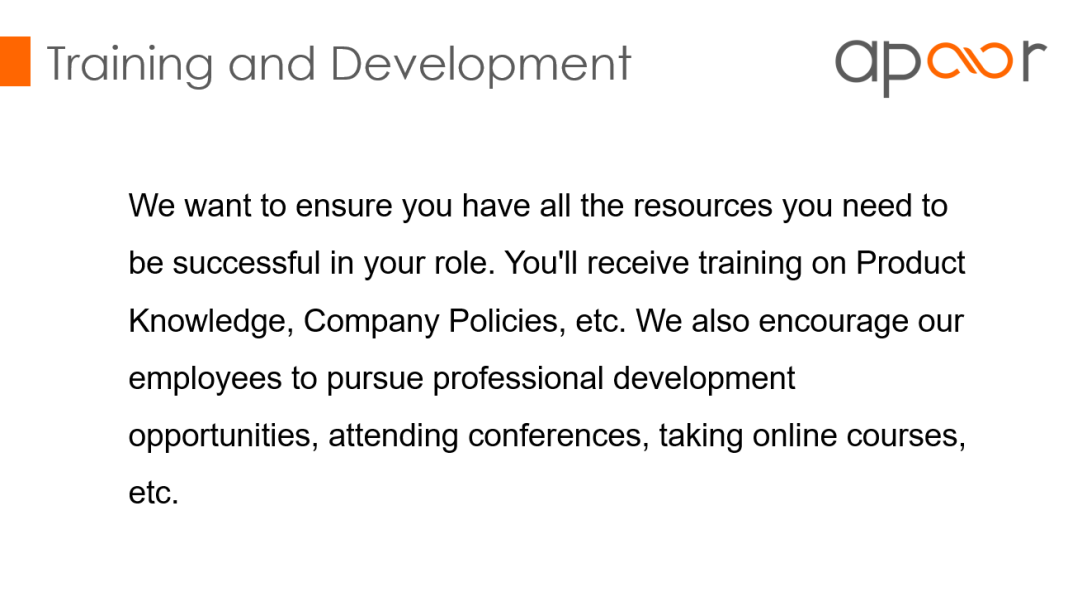 Training and Development
apoor
We want to ensure you have all the resources you need to
be successful in your role. You'll receive training on Product
Knowledge, Company Policies, etc. We also encourage our
employees to pursue professional development
opportunities, attending conferences, taking online courses,
etc.